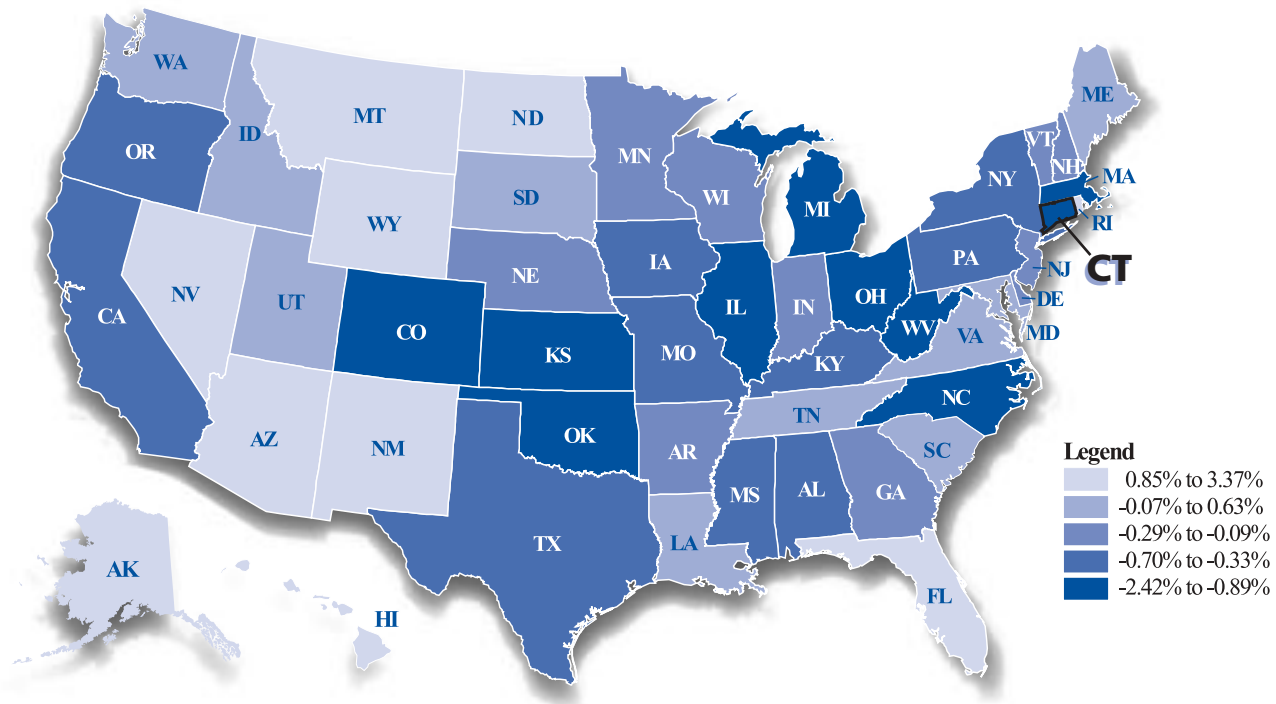 WA
MT
ND
ME
ID
OR
MN
VT
NH
NY
MA
SD
WI
MI
RI
WY
IA
PA
CT
NE
NJ
NV
UT
IL
IN
OH
DE
CA
CO
WV
MD
VA
KS
MO
KY
NC
TN
AZ
NM
OK
AR
SC
MS
AL
GA
TX
LA
AK
FL
HI
Legend
0.85% to 3.37%
-0.07% to 0.63%
-0.29% to -0.09%
-0.70% to -0.33%
-2.42% to -0.89%